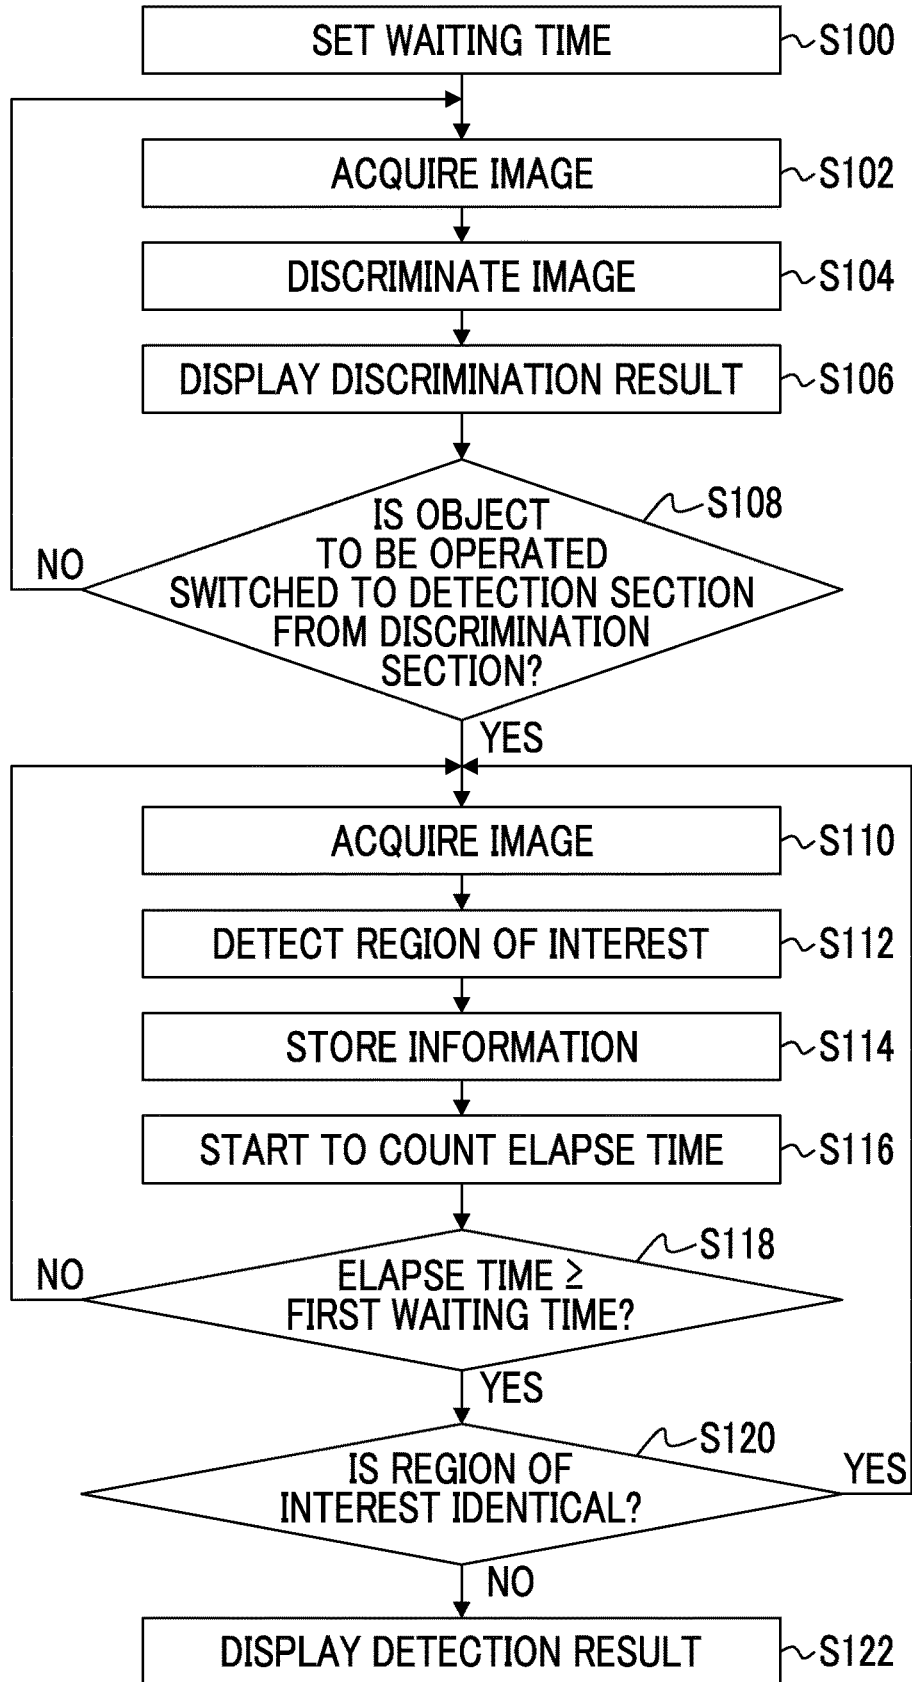 SET WAITING TIME
S100
ACQUIRE IMAGE
S102
DISCRIMINATE IMAGE
S104
DISPLAY DISCRIMINATION RESULT
S106
IS OBJECT
TO BE OPERATED
SWITCHED TO DETECTION SECTION
FROM DISCRIMINATION
SECTION?
S108
NO
YES
ACQUIRE IMAGE
S110
DETECT REGION OF INTEREST
S112
STORE INFORMATION
S114
START TO COUNT ELAPSE TIME
S116
ELAPSE TIME ≥
FIRST WAITING TIME?
S118
NO
YES
IS REGION OF
INTEREST IDENTICAL?
S120
YES
NO
DISPLAY DETECTION RESULT
S122